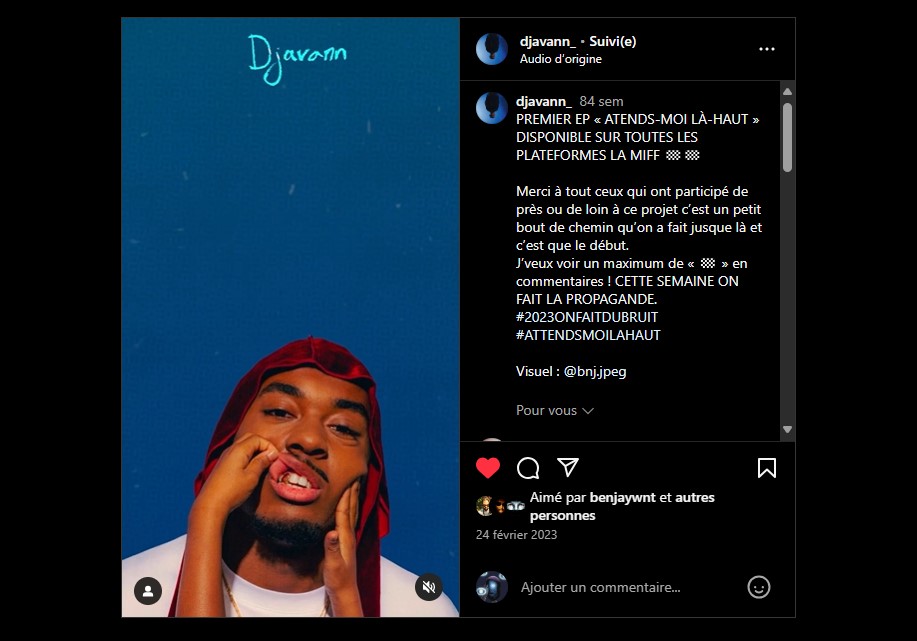 Djavann
djavann_ • Suivi(e)
Audio d'origine
djavann_ 84 sem
PREMIER EP « ATENDS-MOI LÀ-HAUT »
DISPONIBLE SUR TOUTES LES
PLATEFORMES LA MIFF 🏁 🏁
Merci à tout ceux qui ont participé de
près ou de loin à ce projet c'est un petit
bout de chemin qu'on a fait jusque là et
c'est que le début.
J'veux voir un maximum de « 🏁 » en
commentaires ! CETTE SEMAINE ON
FAIT LA PROPAGANDE.
#2023ONFAITDUBRUIT
#ATTENDSMOILAHAUT
Visuel : @bnj.jpeg
Pour vous
Aimé par benjaywnt et autres
personnes
24 février 2023
Ajouter un commentaire...